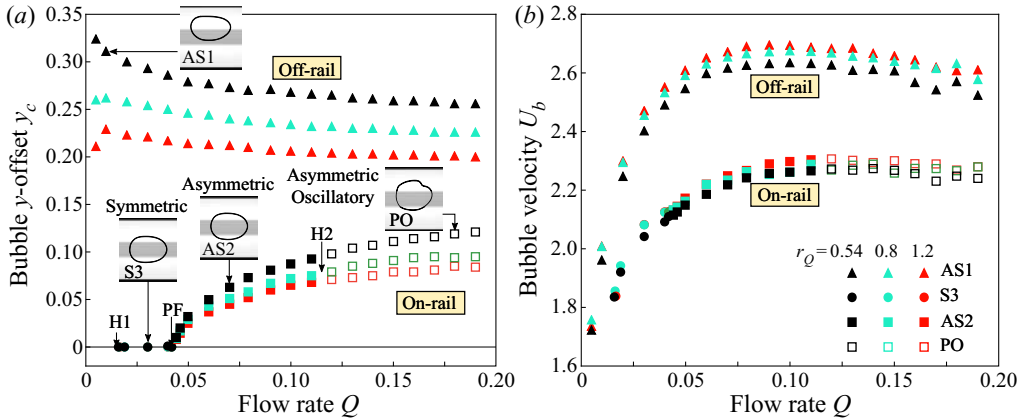 (a)
Bubble y-offset y_c
0.35
0.30
0.25
0.20
0.15
0.10
0.05
0
AS1
Off-rail
Symmetric
Asymmetric
Asymmetric
Oscillatory
S3
AS2
PO
H1
PF
H2
On-rail
0 0.05 0.10 0.15 0.20
Flow rate Q
(b)
Bubble velocity U_b
2.8
2.6
2.4
2.2
2.0
1.8
1.6
Off-rail
On-rail
r_Q = 0.54 0.8 1.2
AS1
S3
AS2
PO
0 0.05 0.10 0.15 0.20
Flow rate Q